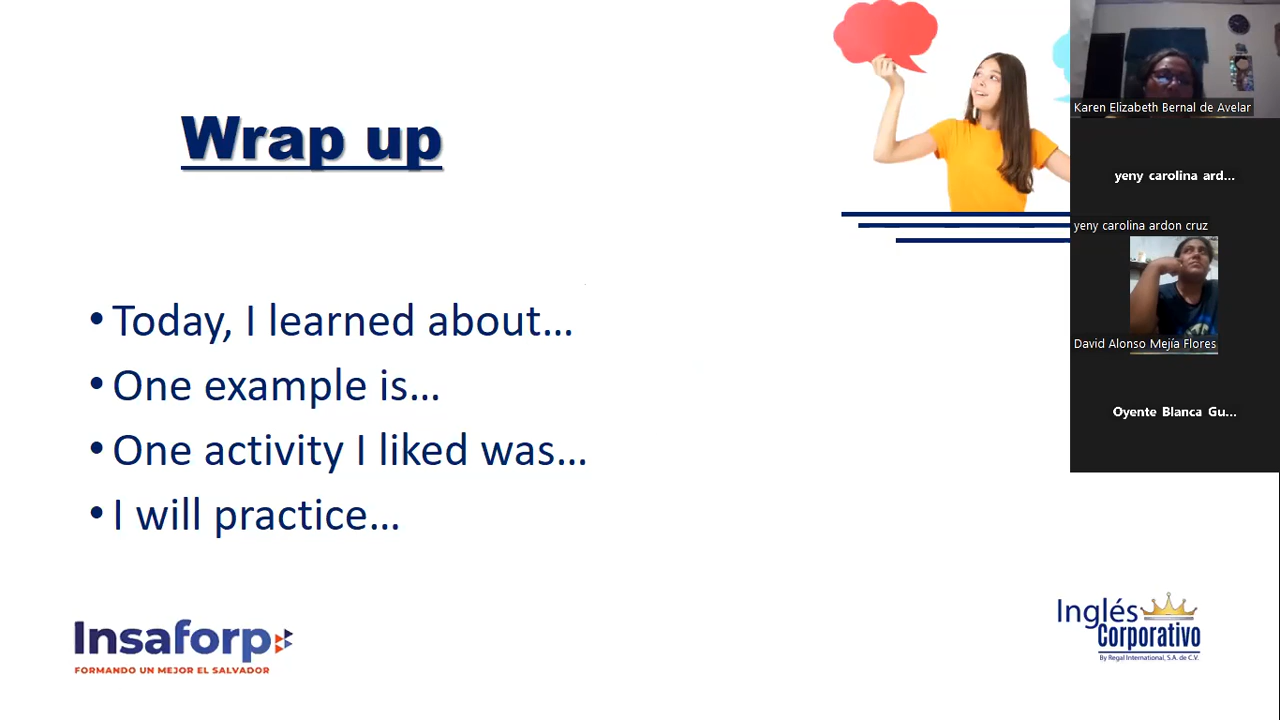 Wrap up
• Today, I learned about...
• One example is...
• One activity I liked was...
• I will practice...
Insaforp
FORMANDO UN MEJOR EL SALVADOR
Inglés
Corporativo
By Regal International, S.A. de C.V.
Karen Elizabeth Bernal de Avelar
yeny carolina ard...
yeny carolina ardon cruz
David Alonso Mejía Flores
Oyente Blanca Gu...